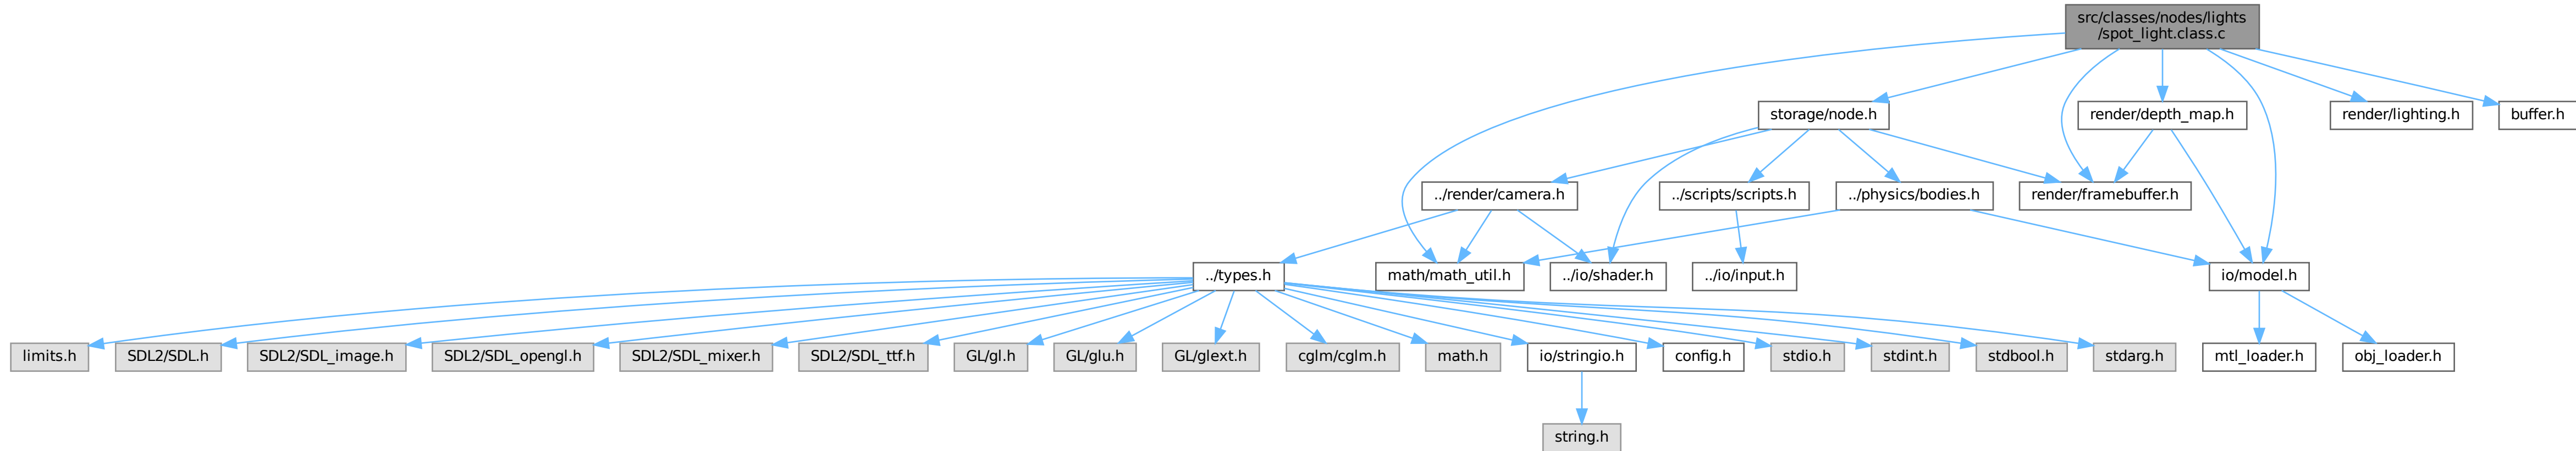 src/classes/nodes/lights
/spot_light.class.c
storage/node.h
render/depth_map.h
render/lighting.h
buffer.h
../render/camera.h
../scripts/scripts.h
../physics/bodies.h
render/framebuffer.h
../types.h
math/math_util.h
../io/shader.h
../io/input.h
io/model.h
limits.h
SDL2/SDL.h
SDL2/SDL_image.h
SDL2/SDL_opengl.h
SDL2/SDL_mixer.h
SDL2/SDL_ttf.h
GL/gl.h
GL/glu.h
GL/glext.h
cglm/cglm.h
math.h
io/stringio.h
config.h
stdio.h
stdint.h
stdbool.h
stdarg.h
mtl_loader.h
obj_loader.h
string.h